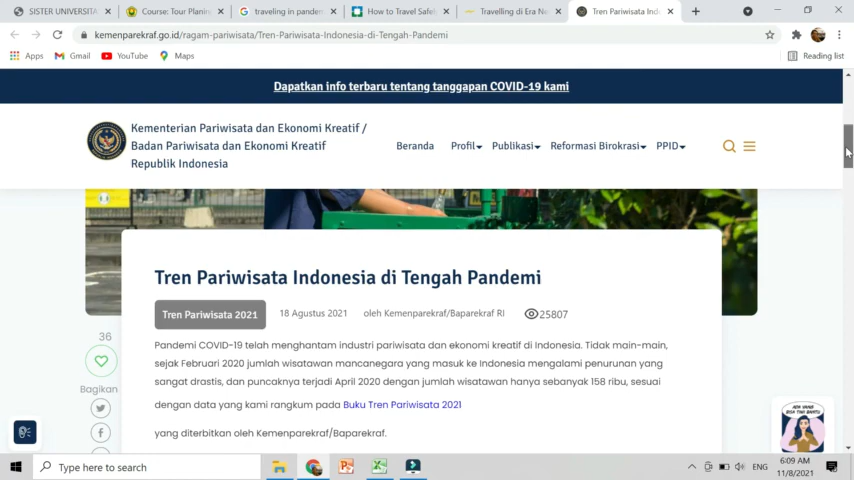 SISTER UNIVERSITA
Course: Tour Planin
traveling in pandem
How to Travel Safel
Travelling di Era N
Tren Pariwisata Ind
kemenparekraf.go.id/ragam-pariwisata/Tren-Pariwisata-Indonesia-di-Tengah-Pandemi
Apps
Gmail
YouTube
Maps
Reading list
Dapatkan info terbaru tentang tanggapan COVID-19 kami
Kementerian Pariwisata dan Ekonomi Kreatif /
Badan Pariwisata dan Ekonomi Kreatif
Republik Indonesia
Beranda Profil Publikasi Reformasi Birokrasi PPID
Tren Pariwisata Indonesia di Tengah Pandemi
Tren Pariwisata 2021 18 Agustus 2021 oleh Kemenparekraf/Baparekraf RI 25807
36
Bagikan
Pandemi COVID-19 telah menghantam industri pariwisata dan ekonomi kreatif di Indonesia. Tidak main-main,
sejak Februari 2020 jumlah wisatawan mancanegara yang masuk ke Indonesia mengalami penurunan yang
sangat drastis, dan puncaknya terjadi April 2020 dengan jumlah wisatawan hanya sebanyak 158 ribu, sesuai
dengan data yang kami rangkum pada Buku Tren Pariwisata 2021
yang diterbitkan oleh Kemenparekraf/Baparekraf.
ADA YANG
BISA TINA BANTU
Type here to search
ENG
6:09 AM
11/8/2021